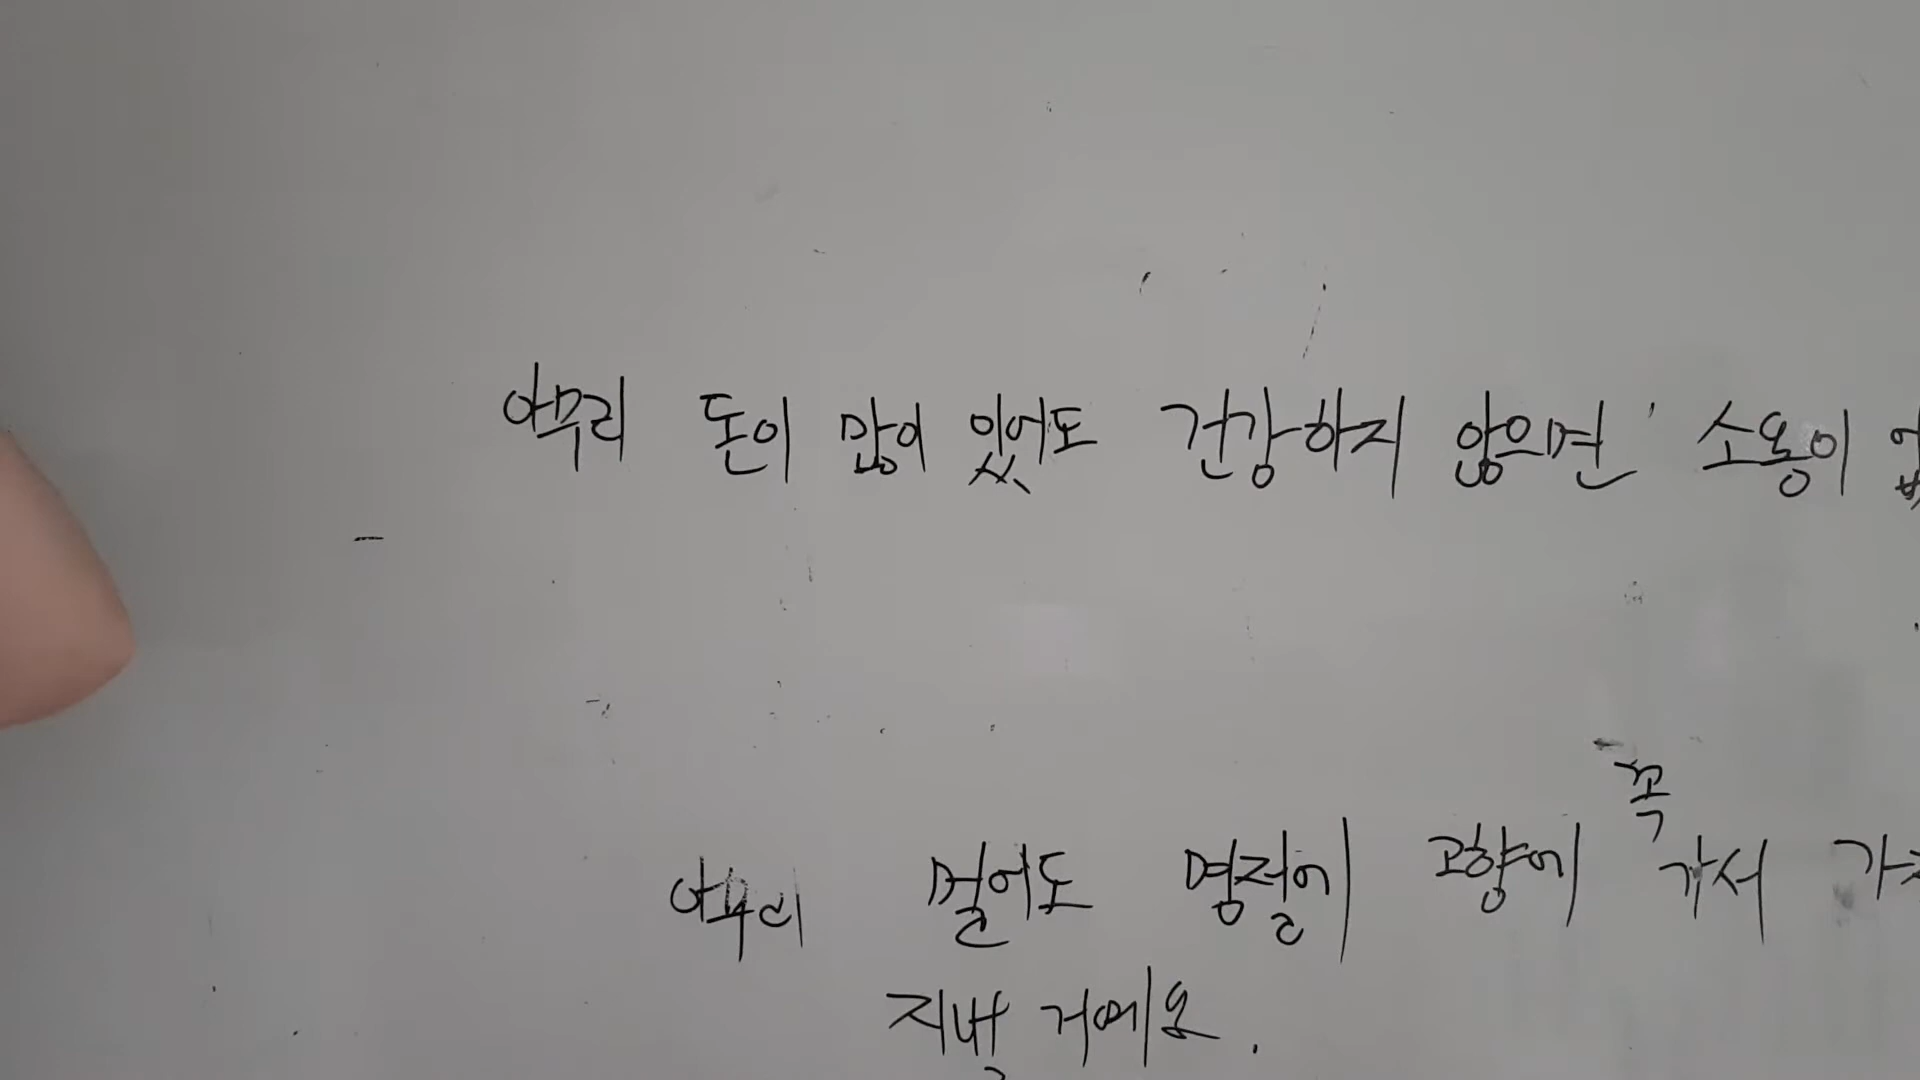 아무리 돈이 많이 있어도 건강하지 않으면 소용이
꼭
아무리 멀어도 명절에 고향에 가서
지낼 거예요.